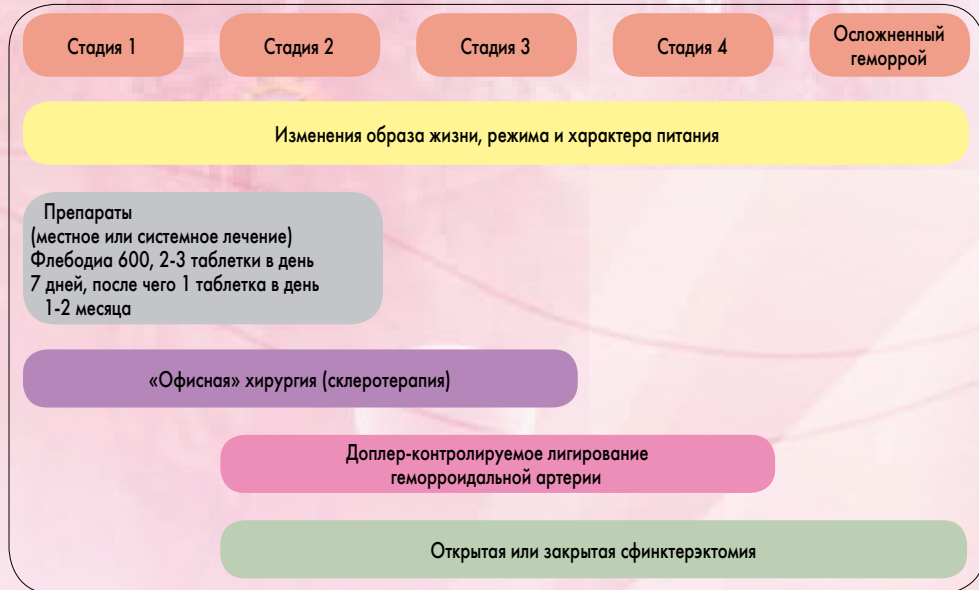 Стадия 1
Стадия 2
Стадия 3
Стадия 4
Осложненный
геморрой
Изменения образа жизни, режима и характера питания
Препараты
(местное или системное лечение)
Флебодиа 600, 2-3 таблетки в день
7 дней, после чего 1 таблетка в день
1-2 месяца
«Офисная» хирургия (склеротерапия)
Доплер-контролируемое лигирование
геморроидальной артерии
Открытая или закрытая сфинктерэктомия